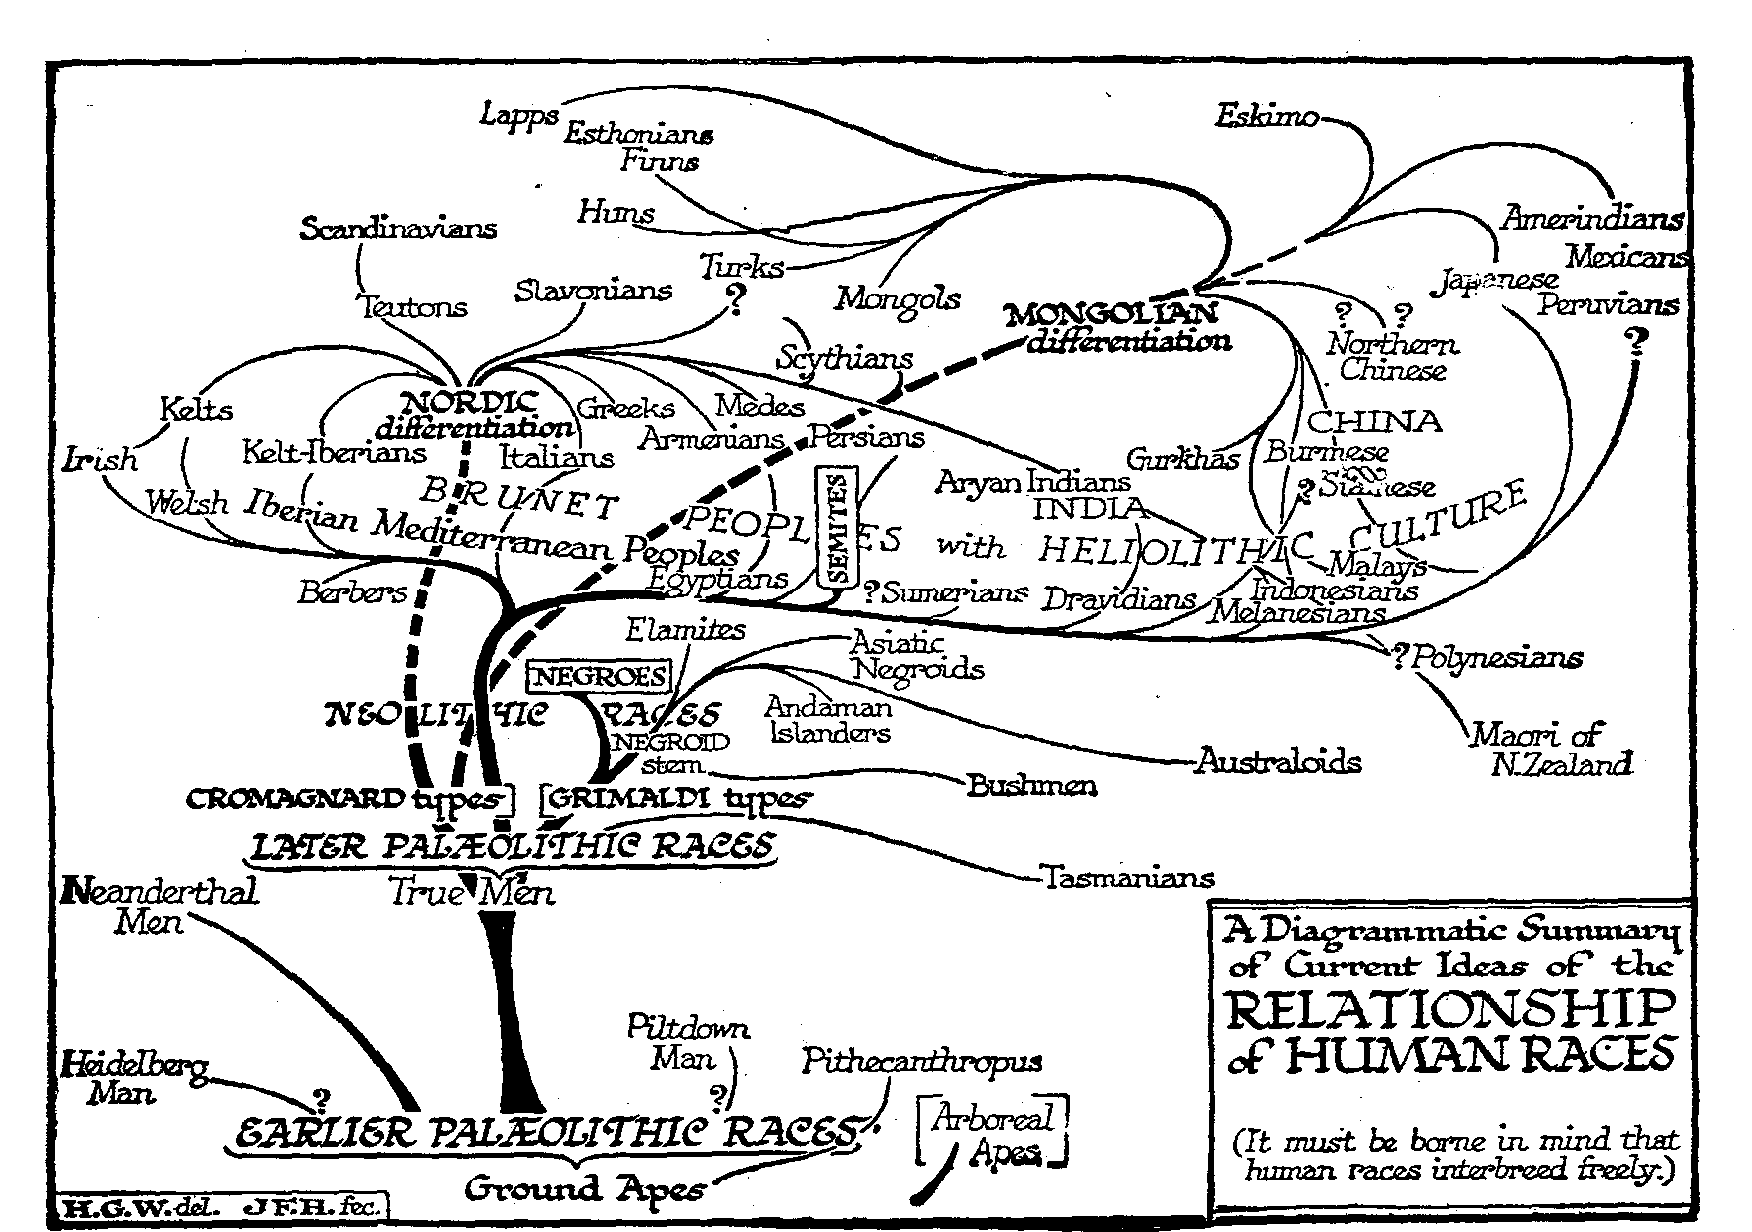 Lapps
Esthonians
Finns
Huns
Eskimo
Scandinavians
Teutons
Slavonians
Turks
?
Mongols
Amerindians
Mexicans
Japanese
Peruvians
?
MONGOLIAN
differentiation
? ?
Northern
Chinese
Scythians
Kelts
NORDIC
differentiation
Greeks
Medes
Armenians
Persians
CHINA
Irish
Kelt-Iberians
Italians
Gurkhas
Burmese
? Siamese
Welsh
Aryan Indians
INDIA
BRUNET PEOPLES with HELIOLITHIC CULTURE
Iberian Mediterranean Peoples
SEMITES
Berbers
Egyptians
? Sumerians
Dravidians
Malays
Indonesians
Melanesians
Elamites
Asiatic
Negroids
? Polynesians
NEGROES
NEOLITHIC RACES
Andaman
Islanders
NEGROID
stem
Maori of
N.Zealand
Australoids
Bushmen
CROMAGNARD types] [GRIMALDI types
LATER PALÆOLITHIC RACES
True Men
Tasmanians
Neanderthal
Men
Heidelberg
Man
?
Piltdown
Man
?
Pithecanthropus
EARLIER PALÆOLITHIC RACES
[Arboreal
Apes]
Ground Apes
A Diagrammatic Summary
of Current Ideas of the
RELATIONSHIP
of HUMAN RACES
(It must be borne in mind that
human races interbreed freely.)
H.G.W. del. J.F.H. fec.